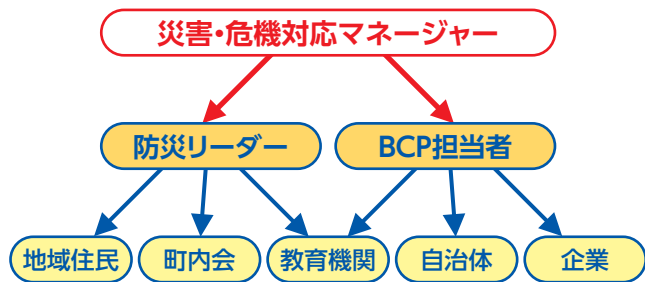 災害・危機対応マネージャー
防災リーダー
BCP担当者
地域住民
町内会
教育機関
自治体
企業